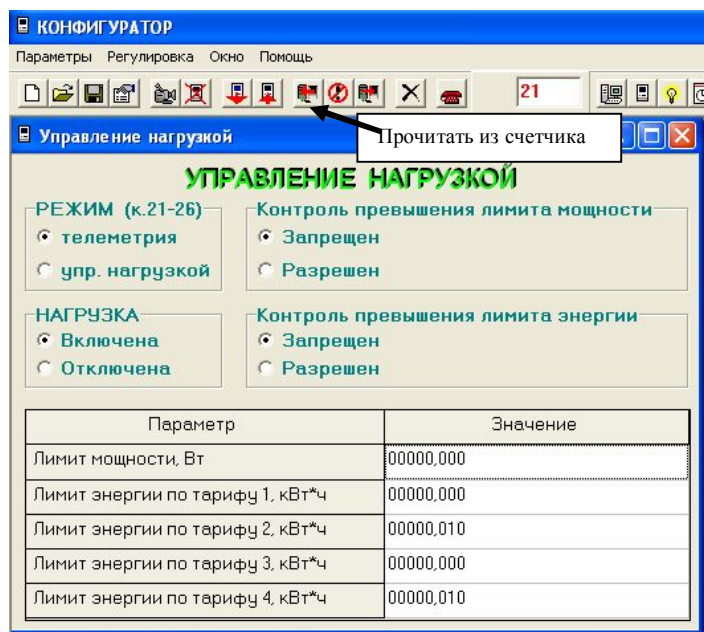 КОНФИГУРАТОР
Параметры Регулировка Окно Помощь
21
Управление нагрузкой
Прочитать из счетчика
УПРАВЛЕНИЕ НАГРУЗКОЙ
РЕЖИМ (к.21-26)
Контроль превышения лимита мощности
телеметрия
Запрещен
упр. нагрузкой
Разрешен
НАГРУЗКА
Контроль превышения лимита энергии
Включена
Запрещен
Отключена
Разрешен
Параметр Значение
Лимит мощности, Вт 00000,000
Лимит энергии по тарифу 1, кВт*ч 00000,000
Лимит энергии по тарифу 2, кВт*ч 00000,010
Лимит энергии по тарифу 3, кВт*ч 00000,000
Лимит энергии по тарифу 4, кВт*ч 00000,010